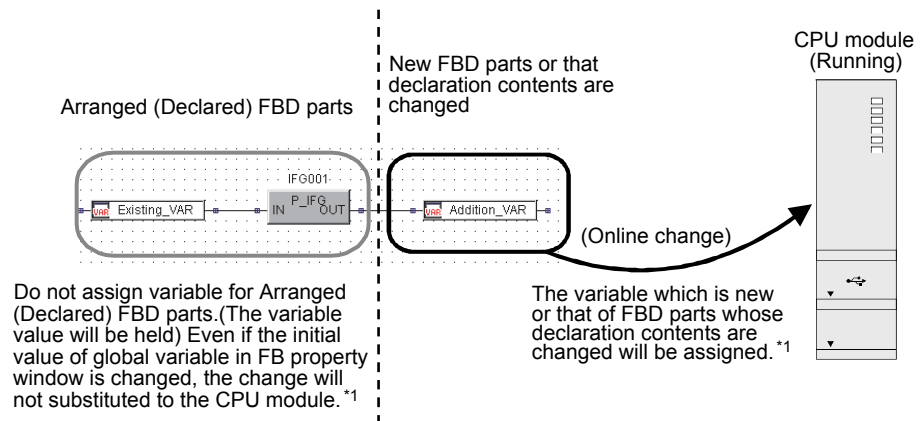 CPU module
(Running)
New FBD parts or that
declaration contents are
changed
Arranged (Declared) FBD parts
IFG001
P_IFG
IN OUT
VAR Existing_VAR
VAR Addition_VAR
(Online change)
Do not assign variable for Arranged
(Declared) FBD parts.(The variable
value will be held) Even if the initial
value of global variable in FB property
window is changed, the change will
not substituted to the CPU module.*1
The variable which is new
or that of FBD parts whose
declaration contents are
changed will be assigned.*1